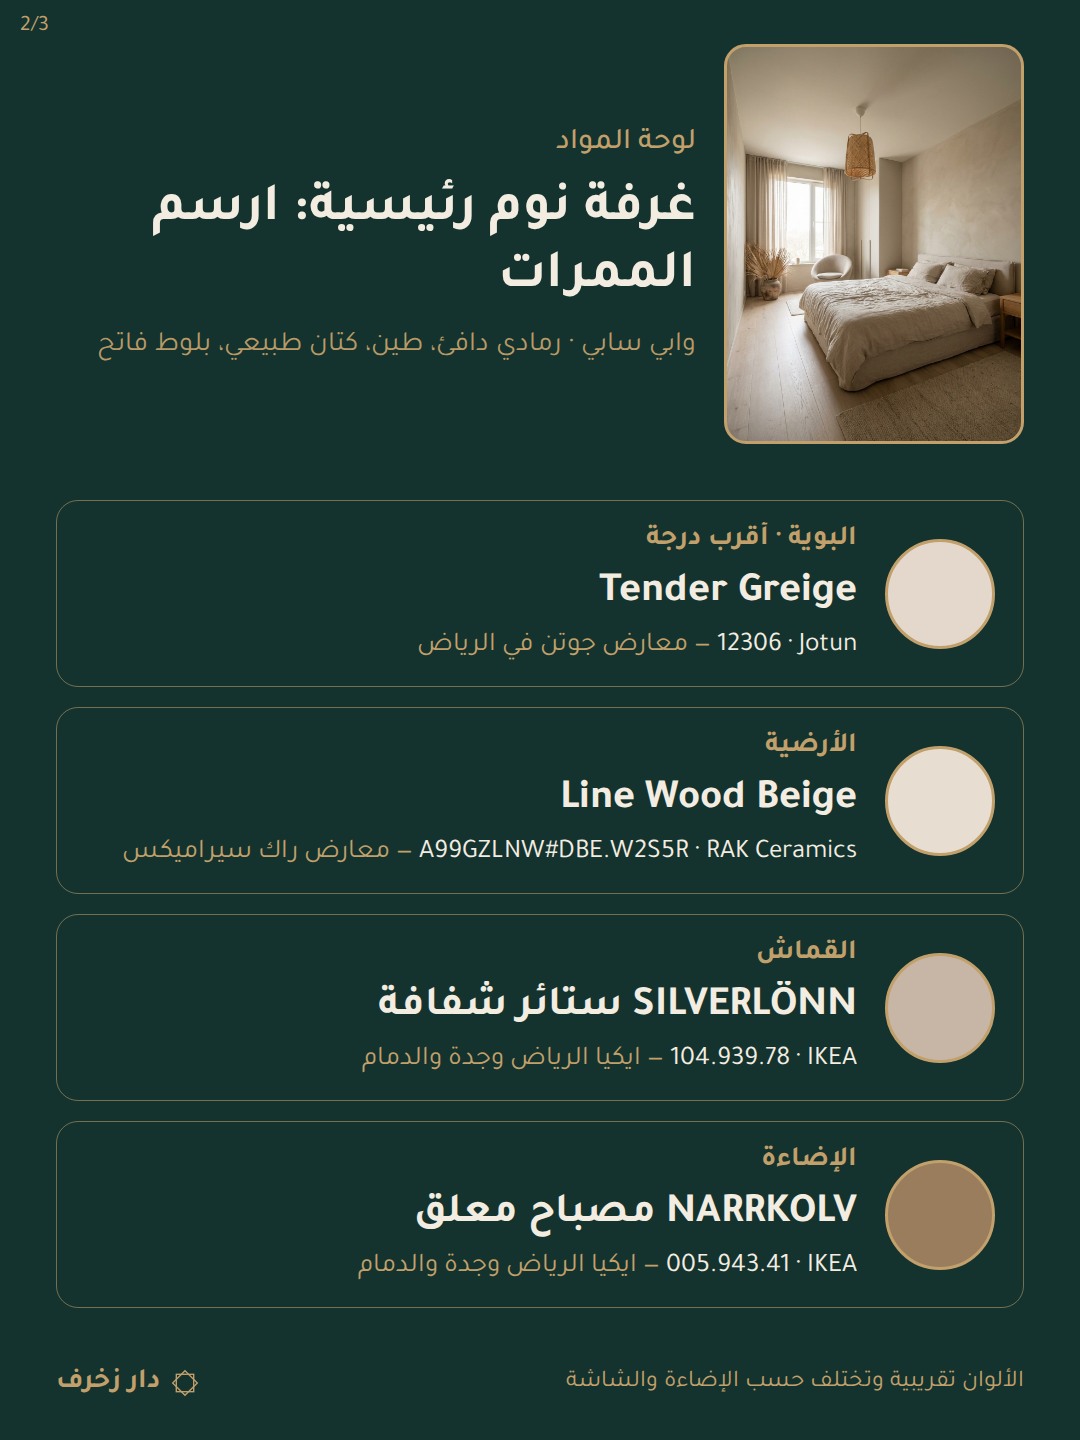 2/3
لوحة المواد
غرفة نوم رئيسية: ارسم
الممرات
وابي سابي · رمادي دافئ، طين، كتان طبيعي، بلوط فاتح
البوية · أقرب درجة
Tender Greige
Jotun · 12306 – معارض جوتن في الرياض
الأرضية
Line Wood Beige
RAK Ceramics · A99GZLNW#DBE.W2S5R – معارض راك سيراميكس
القماش
SILVERLÖNN ستائر شفافة
IKEA · 104.939.78 – ايكيا الرياض وجدة والدمام
الإضاءة
NARRKOLV مصباح معلق
IKEA · 005.943.41 – ايكيا الرياض وجدة والدمام
الألوان تقريبية وتختلف حسب الإضاءة والشاشة
دار زخرف